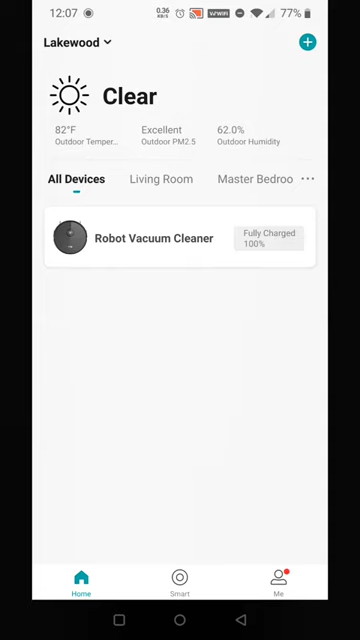 12:07 0.36 KB/S VoWiFi 77%
Lakewood
Clear
82°F Excellent 62.0%
Outdoor Temper... Outdoor PM2.5 Outdoor Humidity
All Devices Living Room Master Bedroo ...
Robot Vacuum Cleaner
Fully Charged
100%
Home Smart Me